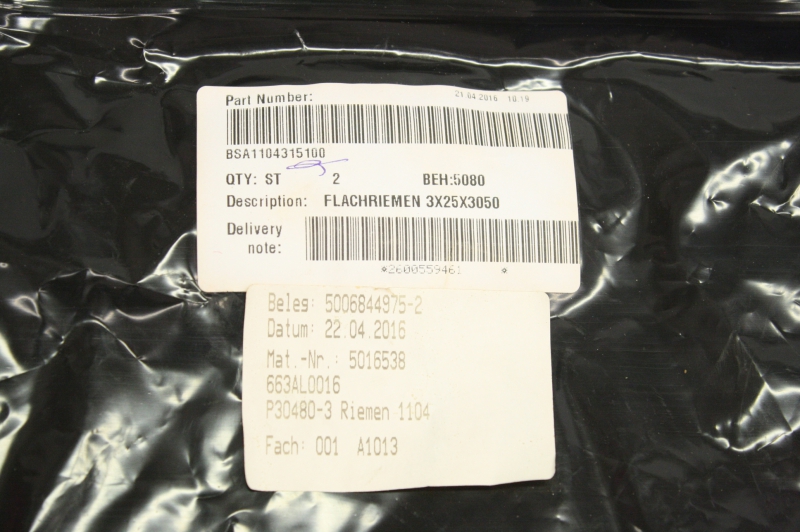 Part Number: 21.04.2016 10:19
BSA1104315100
QTY: ST 2 BEH:5080
Description: FLACHRIEMEN 3X25X3050
Delivery
note:
*2600559461 *
Beleg: 5006844975-2
Datum: 22.04.2016
Mat.-Nr.: 5016538
663AL0016
P30480-3 Riemen 1104
Fach: 001 A1013